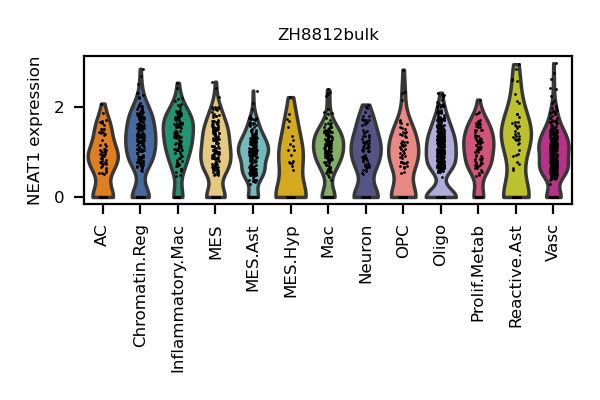 ZH8812bulk
NEAT1 expression
2
0
AC
Chromatin.Reg
Inflammatory.Mac
MES
MES.Ast
MES.Hyp
Mac
Neuron
OPC
Oligo
Prolif.Metab
Reactive.Ast
Vasc